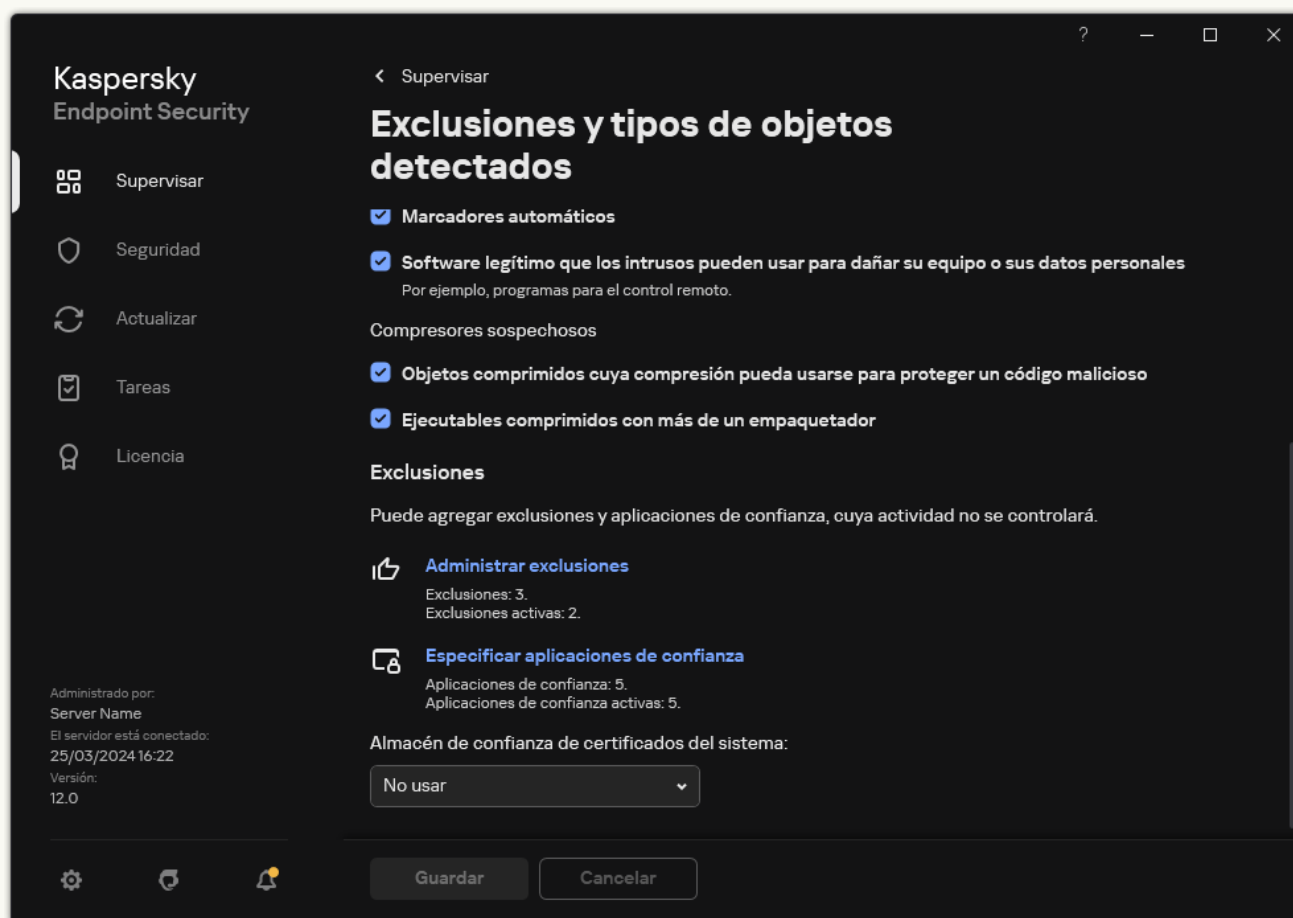 ?
Kaspersky
Endpoint Security
Supervisar
Seguridad
Actualizar
Tareas
Licencia
Administrado por:
Server Name
El servidor está conectado:
25/03/2024 16:22
Versión:
12.0
Supervisar
Exclusiones y tipos de objetos
detectados
Marcadores automáticos
Software legítimo que los intrusos pueden usar para dañar su equipo o sus datos personales
Por ejemplo, programas para el control remoto.
Compresores sospechosos
Objetos comprimidos cuya compresión pueda usarse para proteger un código malicioso
Ejecutables comprimidos con más de un empaquetador
Exclusiones
Puede agregar exclusiones y aplicaciones de confianza, cuya actividad no se controlará.
Administrar exclusiones
Exclusiones: 3.
Exclusiones activas: 2.
Especificar aplicaciones de confianza
Aplicaciones de confianza: 5.
Aplicaciones de confianza activas: 5.
Almacén de confianza de certificados del sistema:
No usar
Guardar
Cancelar